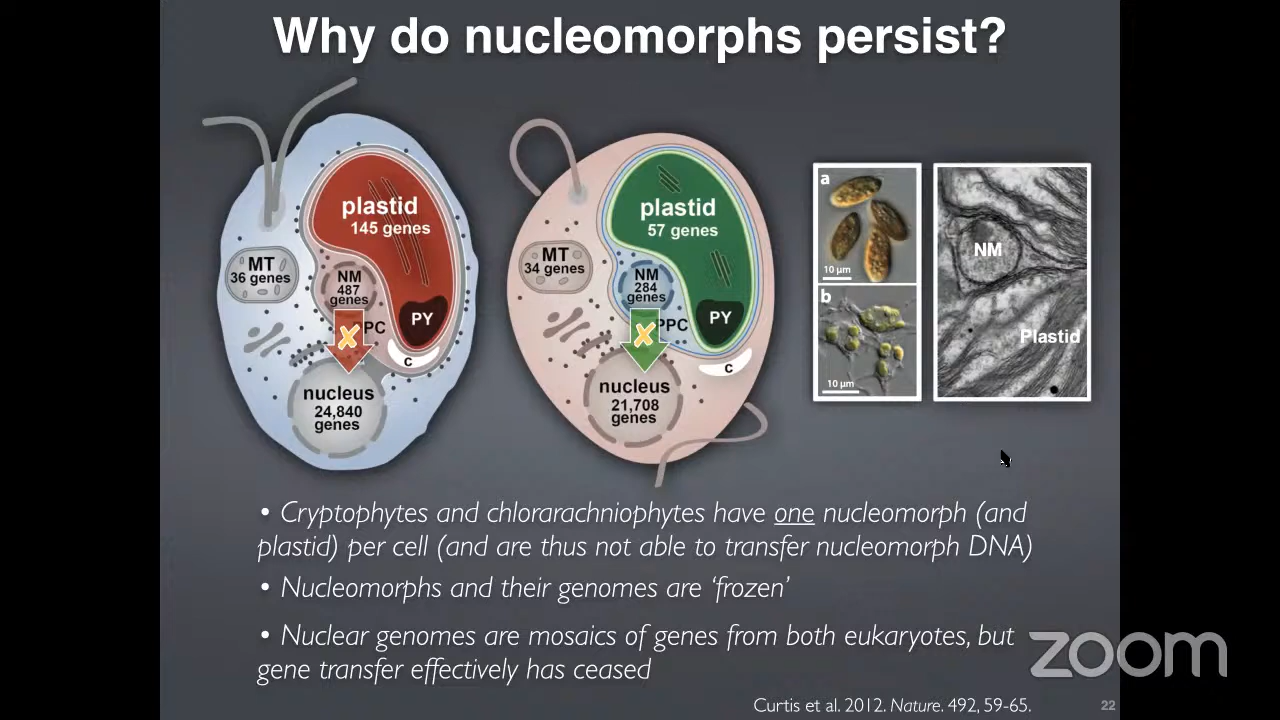 Why do nucleomorphs persist?
plastid
145 genes
MT
36 genes
NM
487
genes
PC
PY
c
nucleus
24,840
genes
plastid
57 genes
MT
34 genes
NM
284
genes
PPC
PY
c
nucleus
21,708
genes
a
10 µm
b
10 µm
NM
Plastid
• Cryptophytes and chlorarachniophytes have one nucleomorph (and
plastid) per cell (and are thus not able to transfer nucleomorph DNA)
• Nucleomorphs and their genomes are ‘frozen’
• Nuclear genomes are mosaics of genes from both eukaryotes, but
gene transfer effectively has ceased
zoom
Curtis et al. 2012. Nature. 492, 59-65.
22